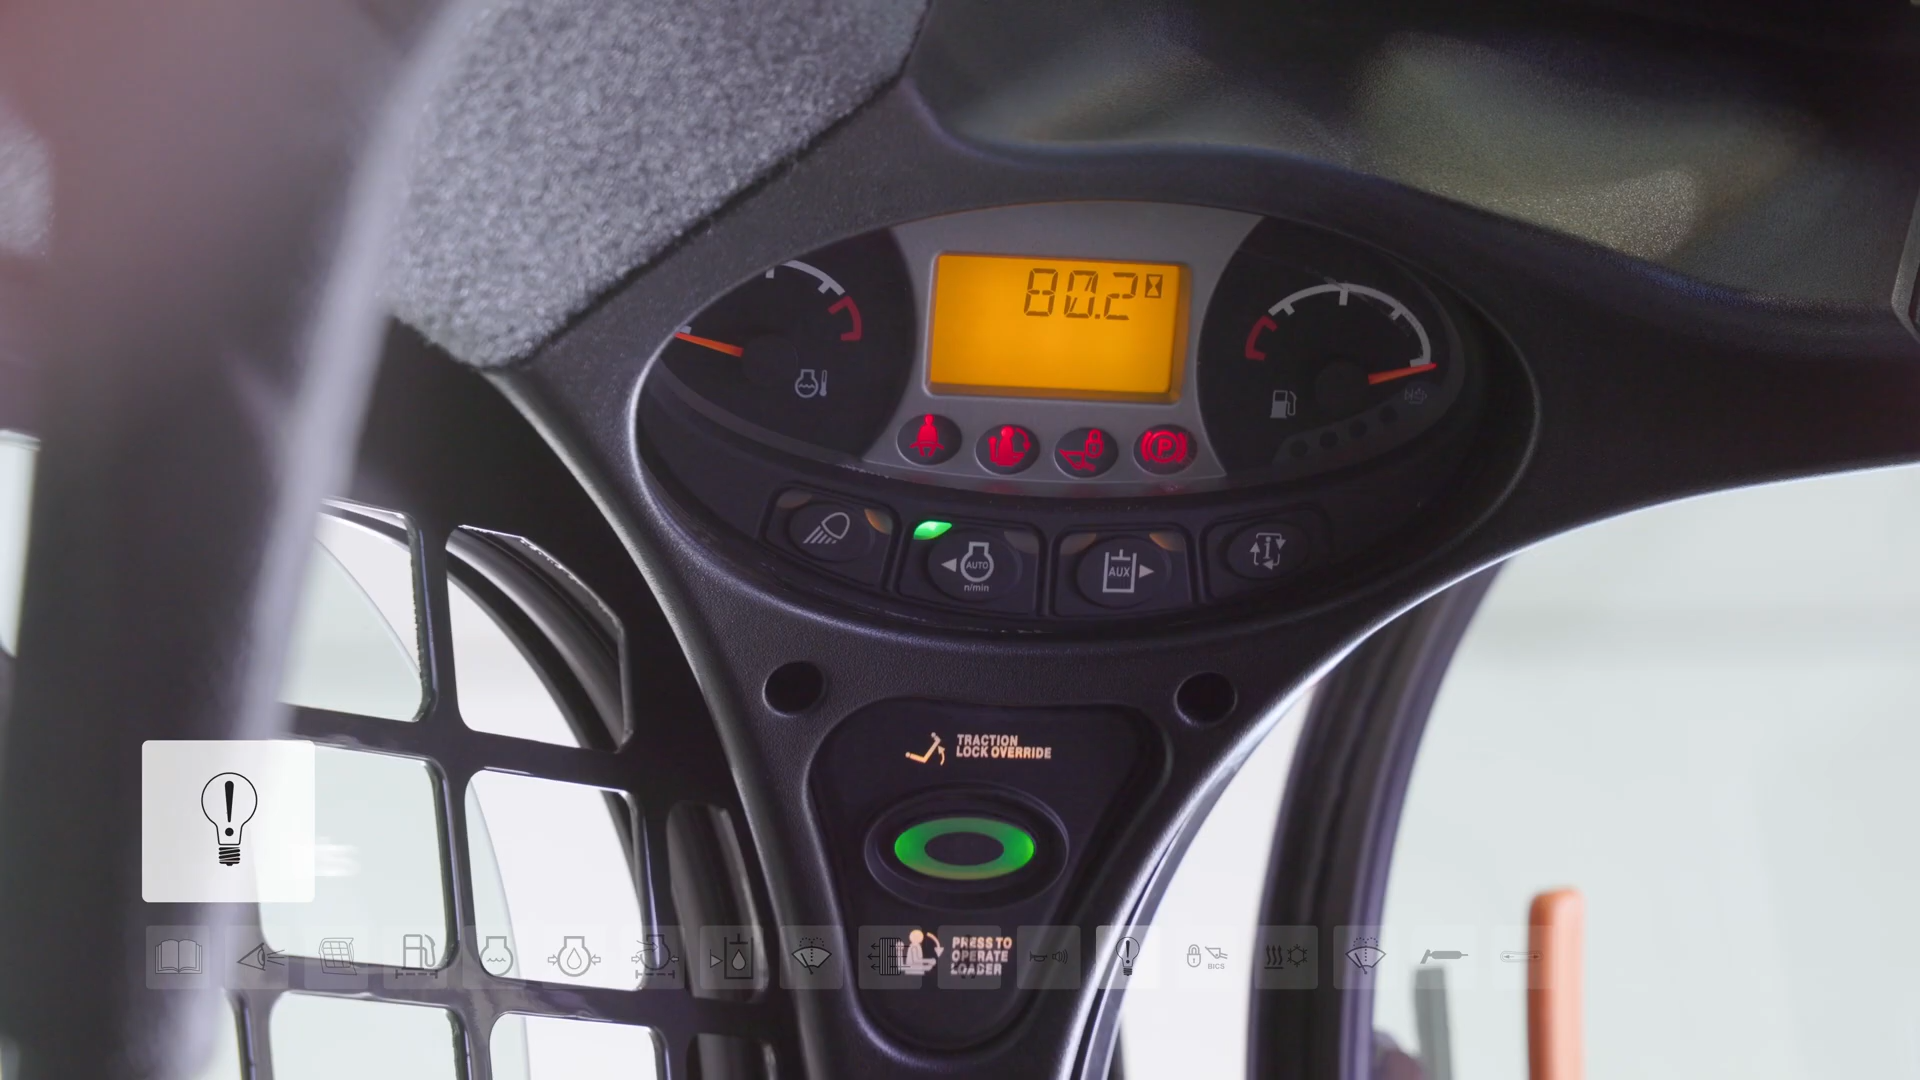 80.2
P
AUTO
n/min
AUX
i
TRACTION
LOCK OVERRIDE
PRESS TO
OPERATE
LOADER
BICS